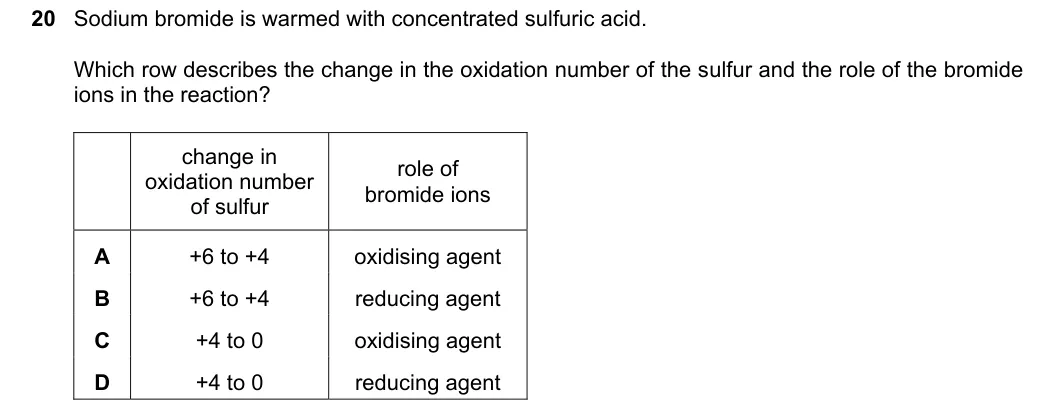 20 Sodium bromide is warmed with concentrated sulfuric acid.
Which row describes the change in the oxidation number of the sulfur and the role of the bromide
ions in the reaction?
change in
oxidation number
of sulfur
role of
bromide ions
A +6 to +4 oxidising agent
B +6 to +4 reducing agent
C +4 to 0 oxidising agent
D +4 to 0 reducing agent